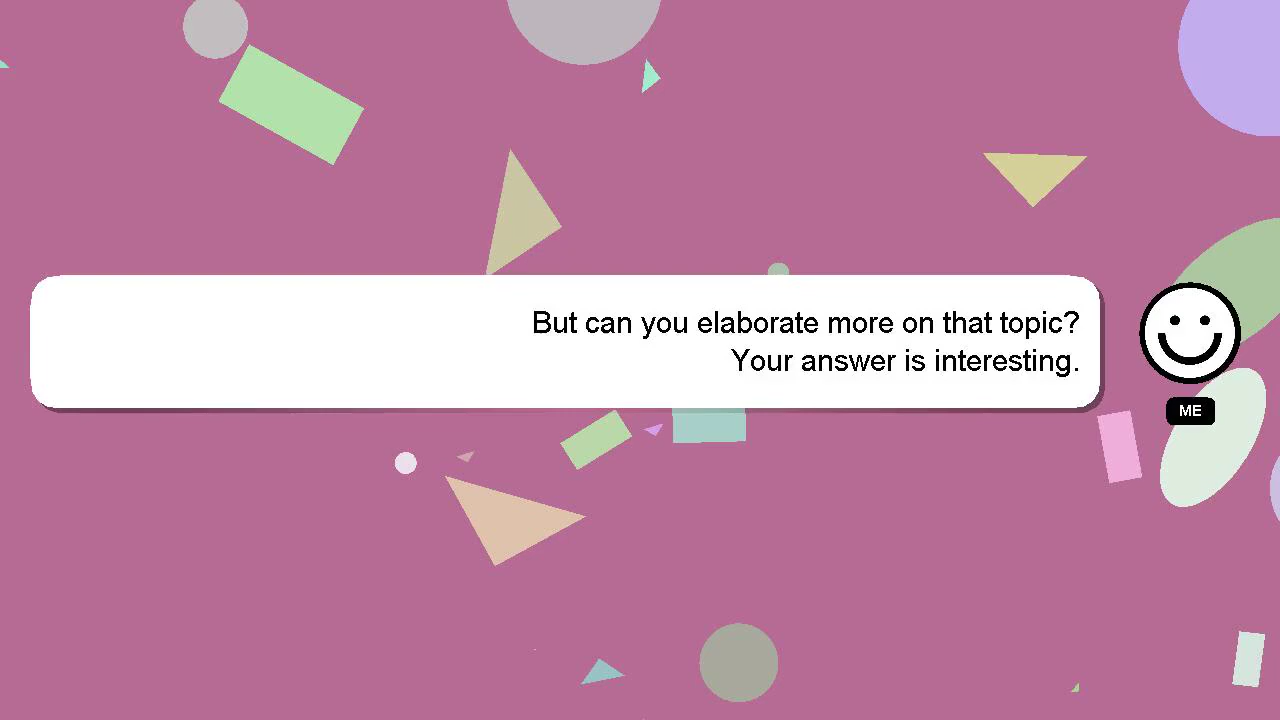 But can you elaborate more on that topic?
Your answer is interesting.
ME